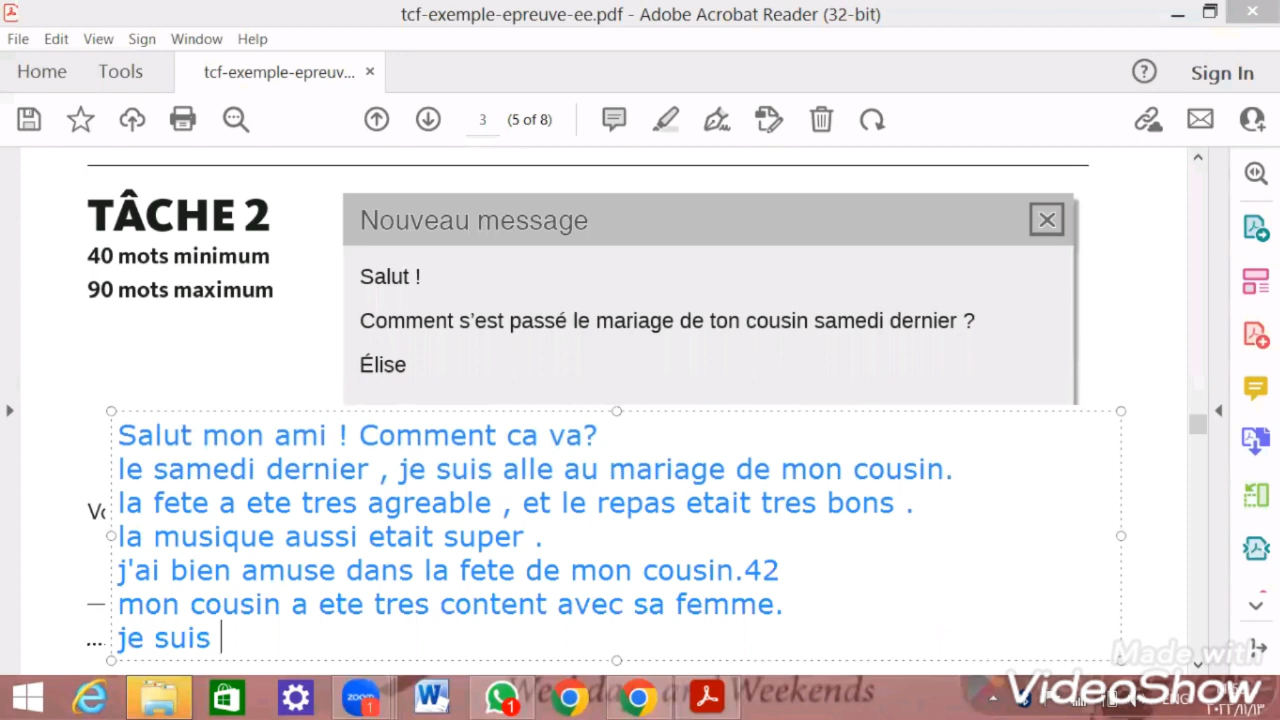 tcf-exemple-epreuve-ee.pdf - Adobe Acrobat Reader (32-bit)
File Edit View Sign Window Help
Home Tools tcf-exemple-epreuv... × Sign In
3 (5 of 8)
TÂCHE 2
40 mots minimum
90 mots maximum
Nouveau message
Salut !
Comment s'est passé le mariage de ton cousin samedi dernier ?
Élise
Salut mon ami ! Comment ca va?
le samedi dernier , je suis alle au mariage de mon cousin.
la fete a ete tres agreable , et le repas etait tres bons .
la musique aussi etait super .
j'ai bien amuse dans la fete de mon cousin.42
mon cousin a ete tres content avec sa femme.
je suis
Made with
VideoShow
zoom
and Weekends